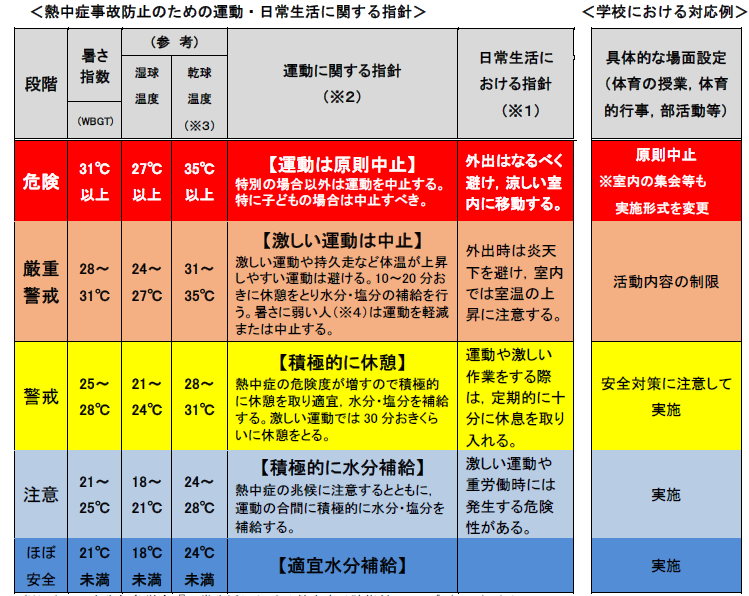 ＜熱中症事故防止のための運動・日常生活に関する指針＞
＜学校における対応例＞
段階
暑さ
指数
(WBGT)
（参 考）
湿球
温度
乾球
温度
（※３）
運動に関する指針
（※２）
日常生活に
おける指針
（※１）
具体的な場面設定
（体育の授業，体育
的行事，部活動等）
危険
31℃
以上
27℃
以上
35℃
以上
【運動は原則中止】
特別の場合以外は運動を中止する。
特に子どもの場合は中止すべき。
外出はなるべく
避け，涼しい室
内に移動する。
原則中止
※室内の集会等も
実施形式を変更
厳重
警戒
28～
31℃
24～
27℃
31～
35℃
【激しい運動は中止】
激しい運動や持久走など体温が上昇
しやすい運動は避ける。10～20分お
きに休憩をとり水分・塩分の補給を行
う。暑さに弱い人（※４）は運動を軽減
または中止する。
外出時は炎天
下を避け，室内
では室温の上
昇に注意する。
活動内容の制限
警戒
25～
28℃
21～
24℃
28～
31℃
【積極的に休憩】
熱中症の危険度が増すので積極的
に休憩を取り適宜，水分・塩分を補給
する。激しい運動では30分おきくら
いに休憩をとる。
運動や激しい
作業をする際
は，定期的に十
分に休息を取り
入れる。
安全対策に注意して
実施
注意
21～
25℃
18～
21℃
24～
28℃
【積極的に水分補給】
熱中症の兆候に注意するとともに，
運動の合間に積極的に水分・塩分を
補給する。
激しい運動や
重労働時には
発生する危険
性がある。
実施
ほぼ
安全
21℃
未満
18℃
未満
24℃
未満
【適宜水分補給】
実施